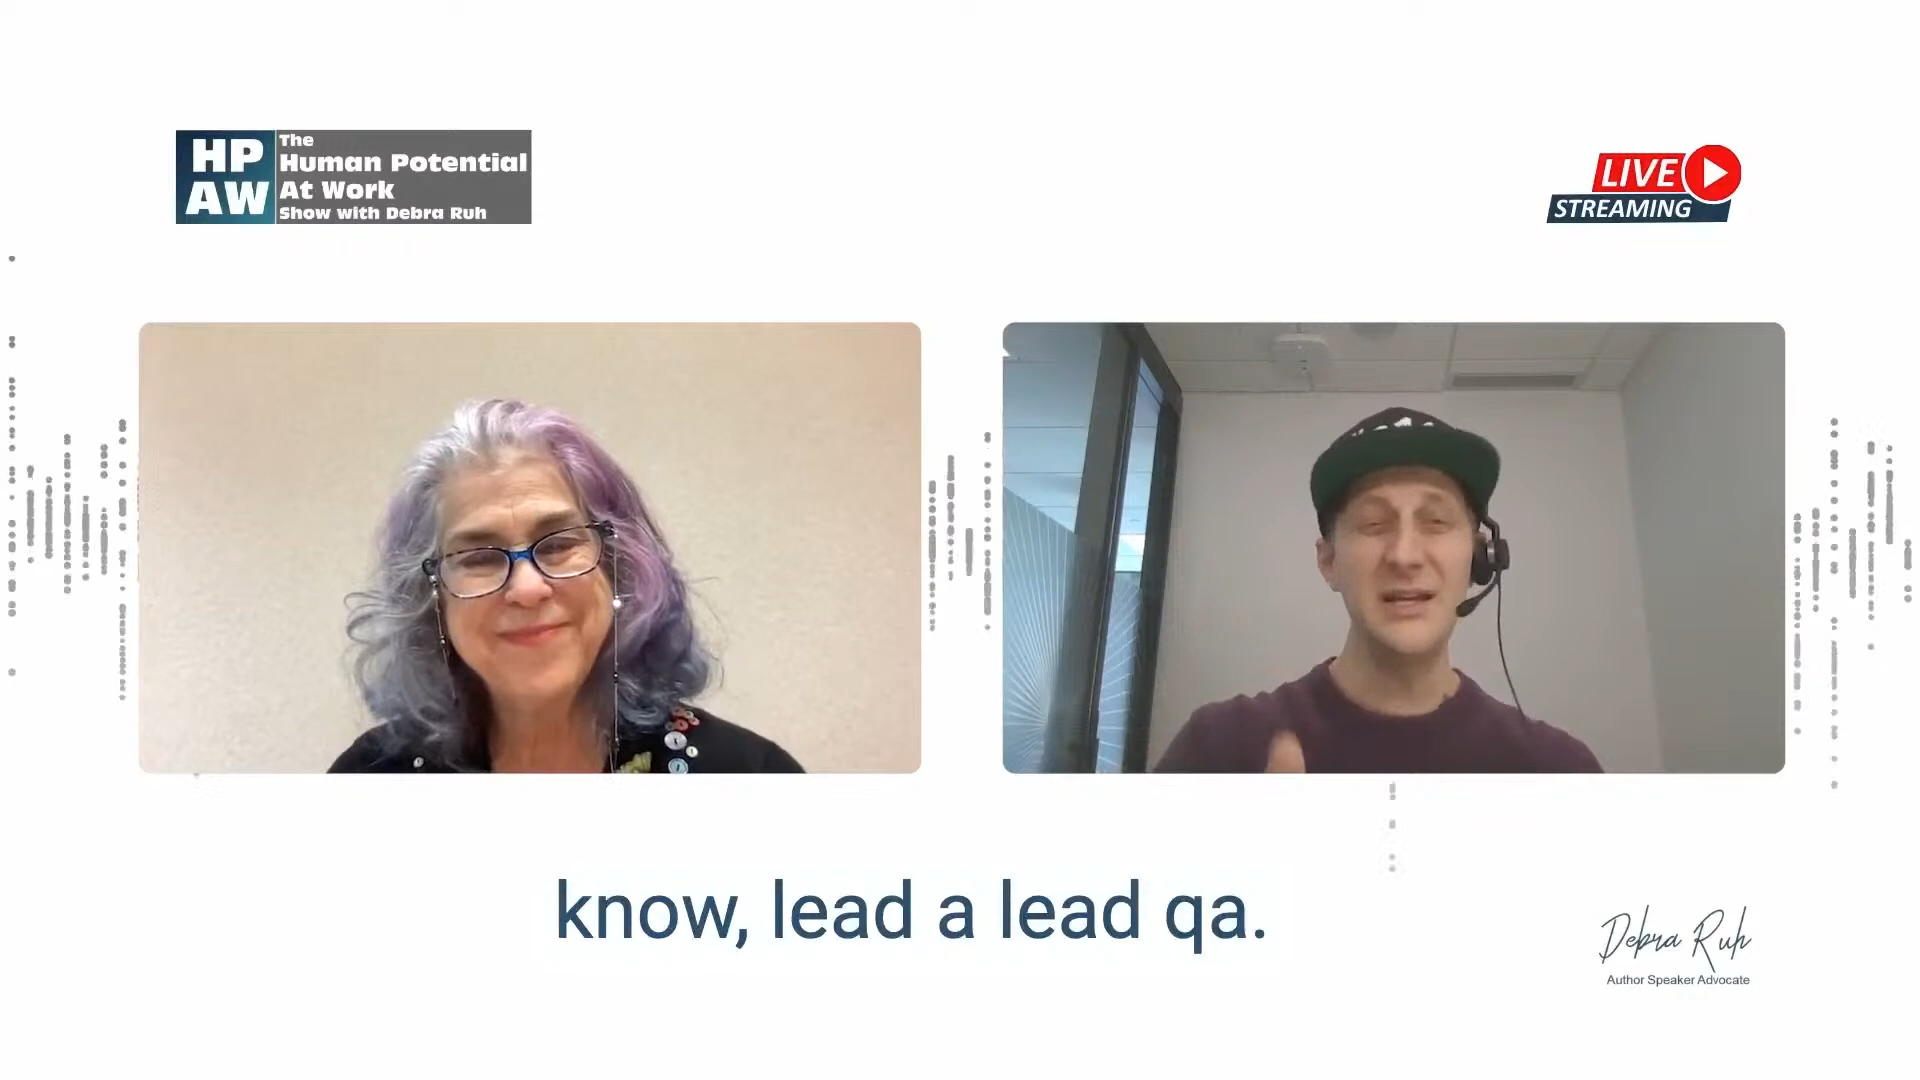 HP
AW
The
Human Potential
At Work
Show with Debra Ruh
LIVE
STREAMING
know, lead a lead qa.
Debra Ruh
Author Speaker Advocate